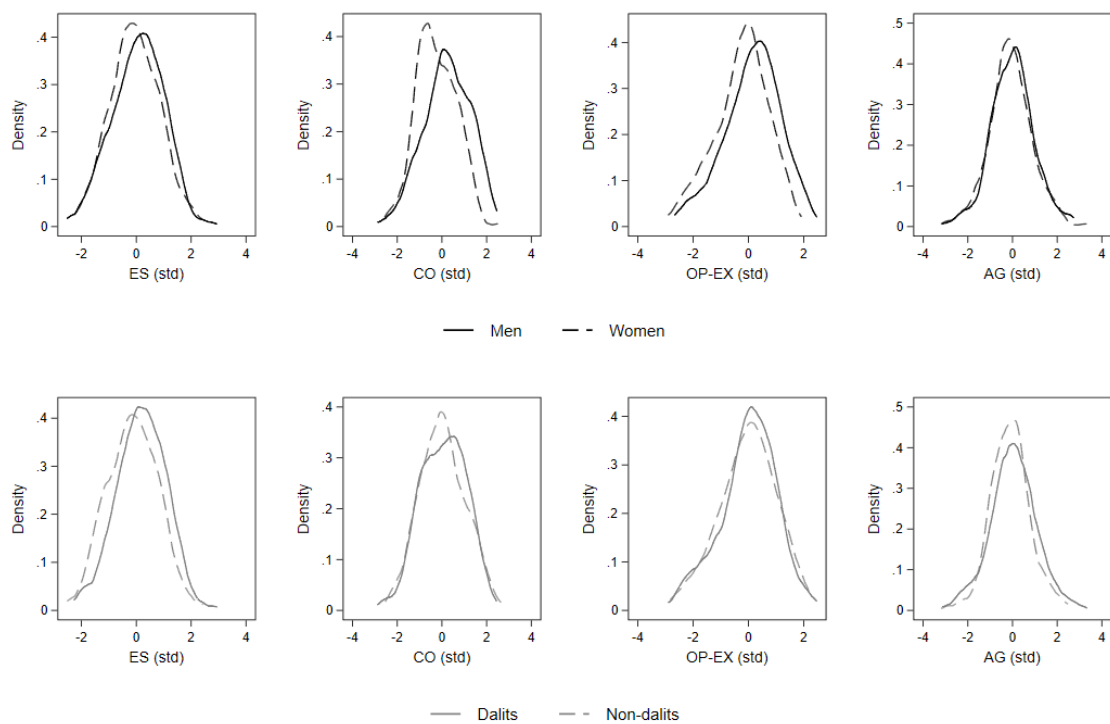 .4
.3
.2
.1
0
Density
-2 0 2 4
ES (std)
.4
.3
.2
.1
0
Density
-4 -2 0 2 4
CO (std)
.4
.3
.2
.1
0
Density
-4 -2 0 2
OP-EX (std)
.5
.4
.3
.2
.1
0
Density
-4 -2 0 2 4
AG (std)
Men Women
.4
.3
.2
.1
0
Density
-2 0 2 4
ES (std)
.4
.3
.2
.1
0
Density
-4 -2 0 2 4
CO (std)
.4
.3
.2
.1
0
Density
-4 -2 0 2
OP-EX (std)
.5
.4
.3
.2
.1
0
Density
-4 -2 0 2 4
AG (std)
Dalits Non-dalits